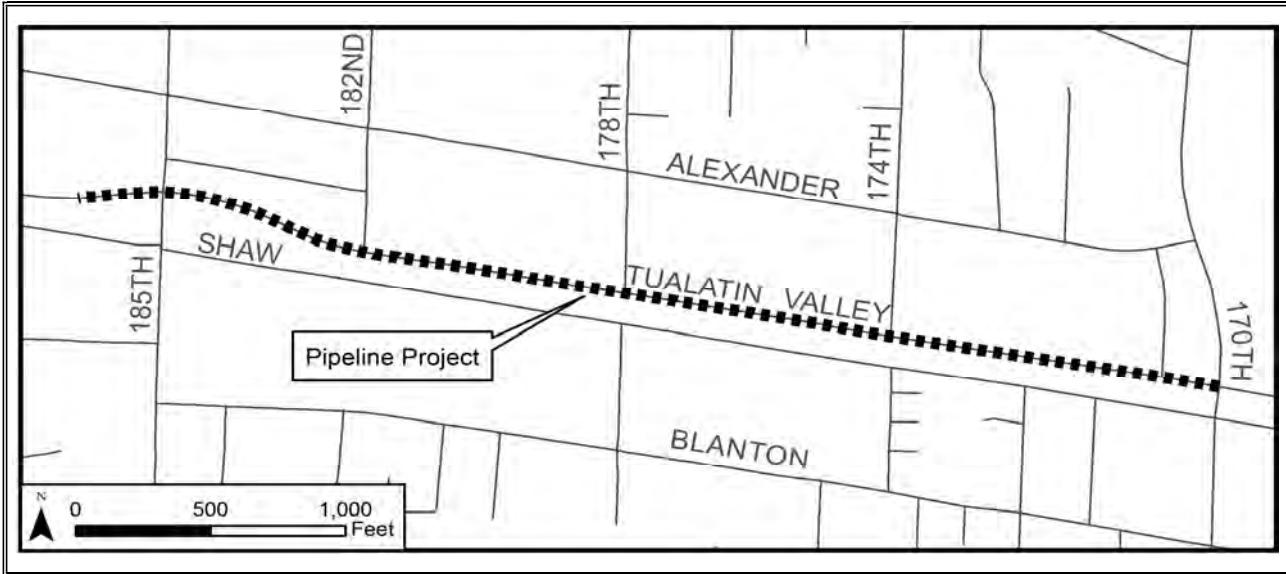 182ND
178TH
ALEXANDER
174TH
SHAW
185TH
TUALATIN VALLEY
170TH
Pipeline Project
BLANTON
N
0 500 1,000
Feet